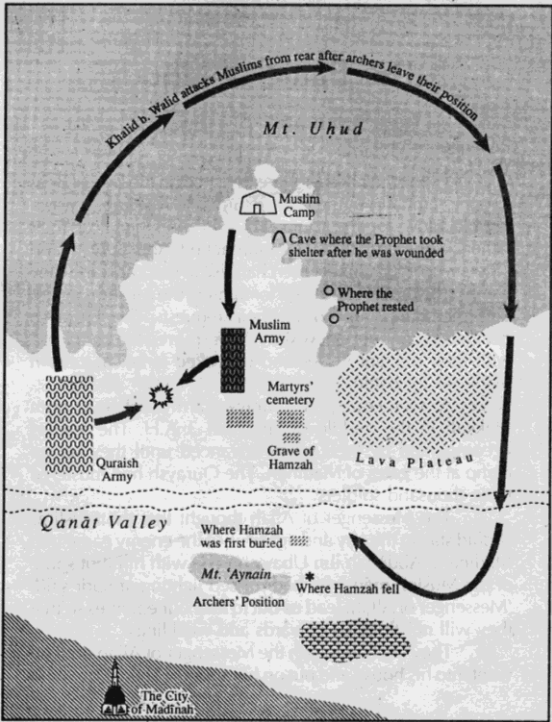 Khalid b. Walid attacks Muslims from rear after archers leave their position
Mt. Uḥud
Muslim
Camp
Cave where the Prophet took
shelter after he was wounded
Where the
Prophet rested
Muslim
Army
Martyrs'
cemetery
Grave of
Hamzah
Quraish
Army
Lava Plateau
Qanāt Valley
Where Hamzah
was first buried
Mt. 'Aynain
Where Hamzah fell
Archers' Position
The City
of Madīnah